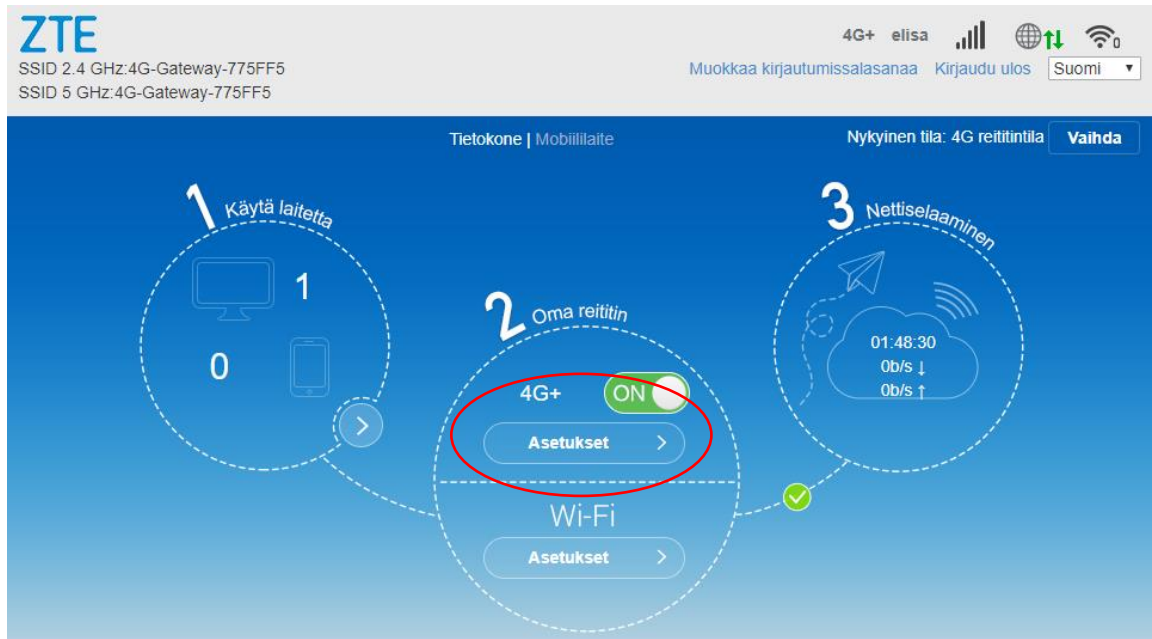 ZTE
SSID 2.4 GHz:4G-Gateway-775FF5
SSID 5 GHz:4G-Gateway-775FF5
4G+ elisa 0
Muokkaa kirjautumissalasanaa Kirjaudu ulos Suomi
Tietokone | Mobiililaite
Nykyinen tila: 4G reititintila Vaihda
1 Käytä laitetta
1
0
2 Oma reititin
4G+ ON
Asetukset
Wi-Fi
Asetukset
3 Nettiselaaminen
01:48:30
0b/s ↓
0b/s ↑